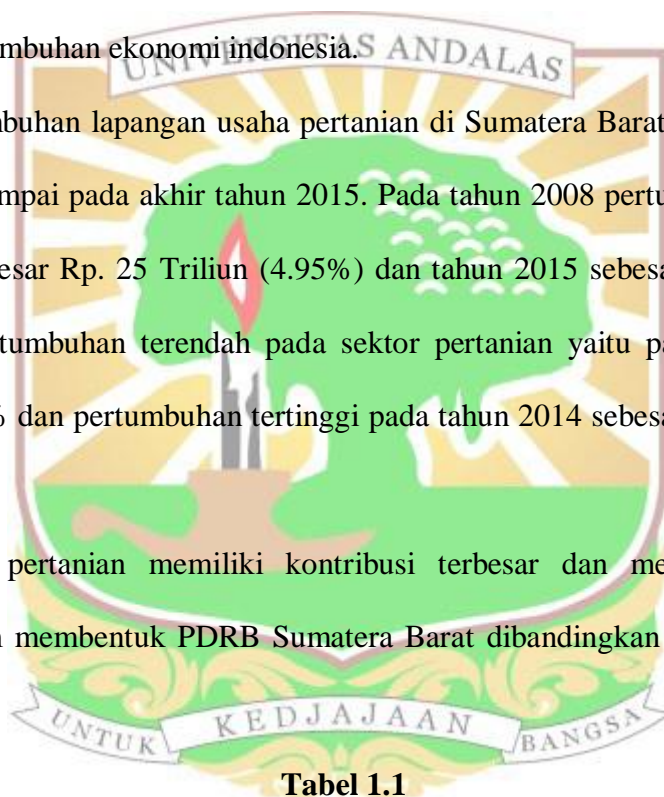 mbuhan ekonomi indonesia.
UNIVERSITAS ANDALAS
buhan lapangan usaha pertanian di Sumatera Barat
mpai pada akhir tahun 2015. Pada tahun 2008 pertu
esar Rp. 25 Triliun (4.95%) dan tahun 2015 sebesa
tumbuhan terendah pada sektor pertanian yaitu pa
% dan pertumbuhan tertinggi pada tahun 2014 sebesa
pertanian memiliki kontribusi terbesar dan me
membentuk PDRB Sumatera Barat dibandingkan
UNTUK KEDJAJAAN BANGSA
Tabel 1.1